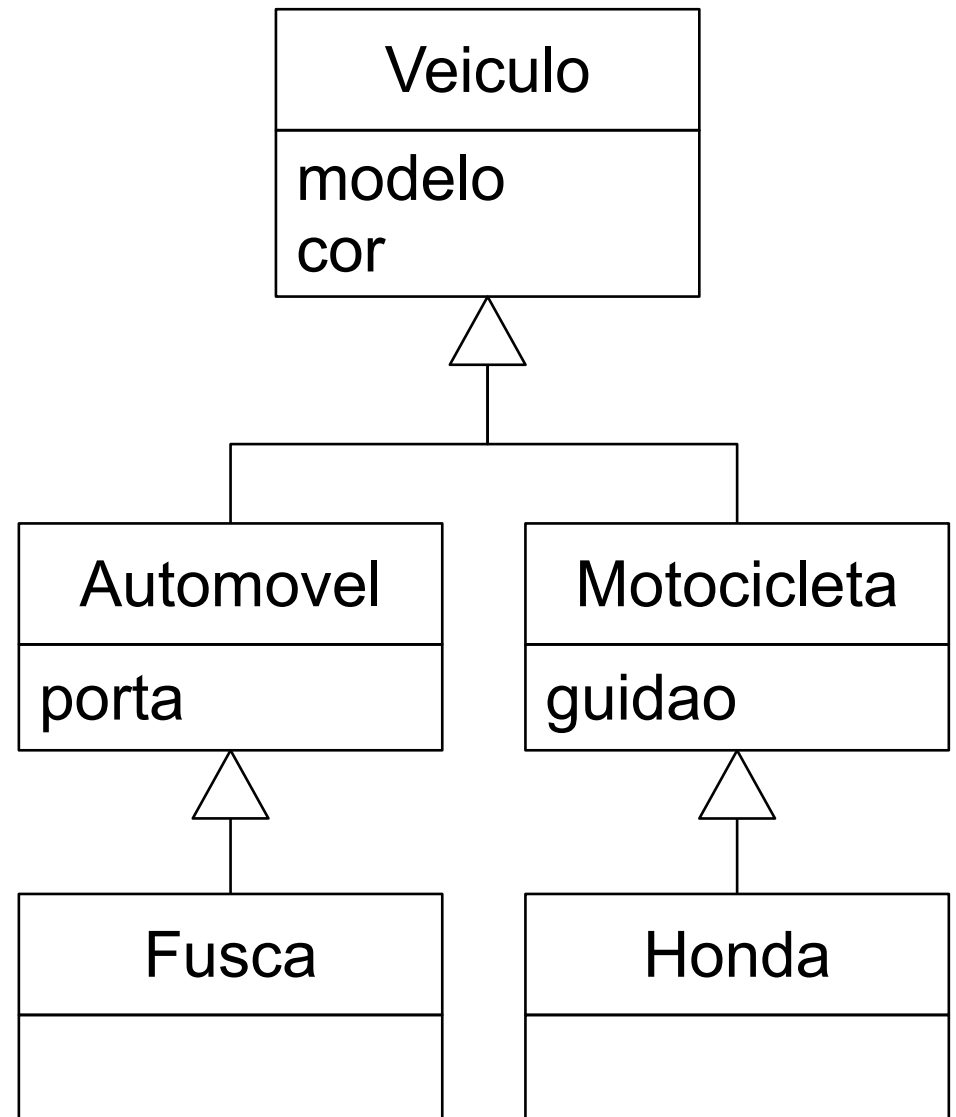 Veiculo
modelo
cor
Automovel
porta
Motocicleta
guidao
Fusca
Honda